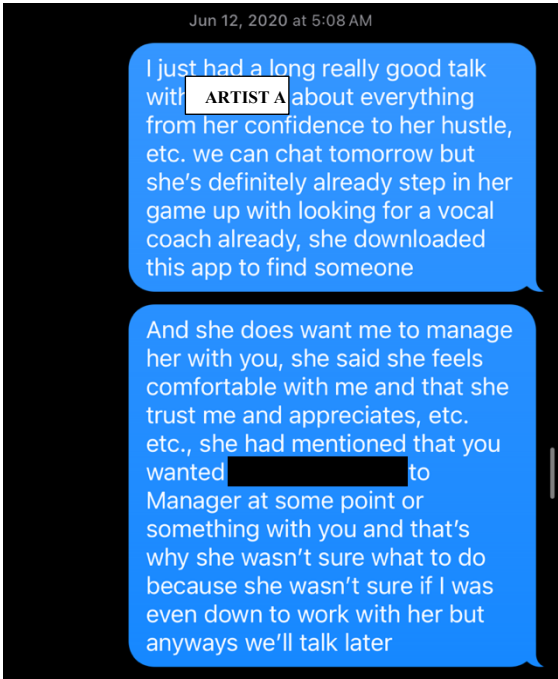 Jun 12, 2020 at 5:08 AM
I just had a long really good talk
with ARTIST A about everything
from her confidence to her hustle,
etc. we can chat tomorrow but
she's definitely already step in her
game up with looking for a vocal
coach already, she downloaded
this app to find someone
And she does want me to manage
her with you, she said she feels
comfortable with me and that she
trust me and appreciates, etc.
etc., she had mentioned that you
wanted to
Manager at some point or
something with you and that's
why she wasn't sure what to do
because she wasn't sure if I was
even down to work with her but
anyways we'll talk later